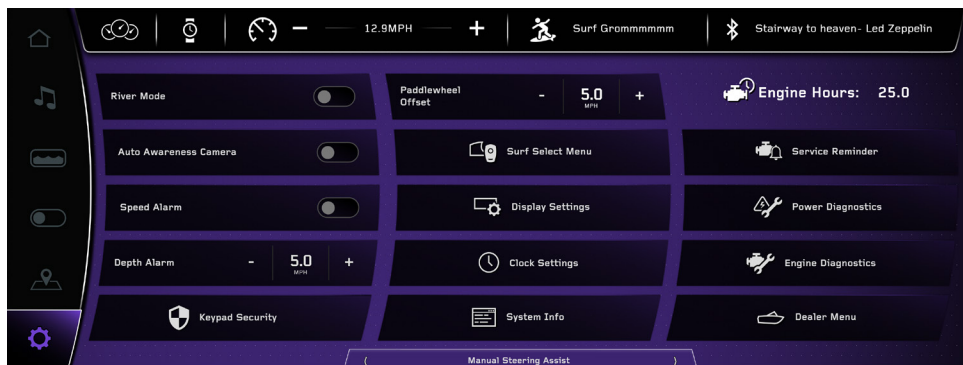 12.9MPH
Surf Grommmmmm
Stairway to heaven- Led Zeppelin
River Mode
Paddlewheel
Offset
-
5.0
MPH
+
Engine Hours: 25.0
Auto Awareness Camera
Surf Select Menu
Service Reminder
Speed Alarm
Display Settings
Power Diagnostics
Depth Alarm
-
5.0
MPH
+
Clock Settings
Engine Diagnostics
Keypad Security
System Info
Dealer Menu
Manual Steering Assist